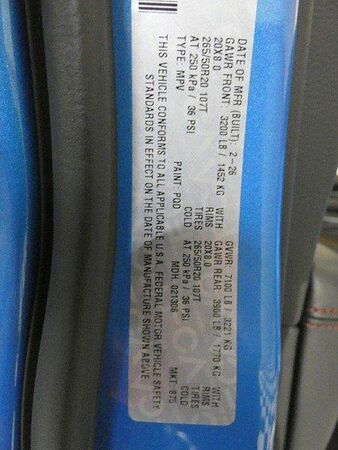 DATE OF MFR (BUILT): 2-26 GVWR: 7100 LB / 3221 KG
GAWR FRONT: 3200 LB / 1452 KG WITH GAWR REAR: 3900 LB / 1770 KG WITH
20X8.0 RIMS 20X8.0 RIMS
265/50R20 107T TIRES 265/50R20 107T TIRES
AT 250 kPa / 36 PSI COLD AT 250 kPa / 36 PSI COLD
TYPE: MPV PAINT: PQD MDH: 021306 MKT: 875
THIS VEHICLE CONFORMS TO ALL APPLICABLE U.S.A. FEDERAL MOTOR VEHICLE SAFETY
STANDARDS IN EFFECT ON THE DATE OF MANUFACTURE SHOWN ABOVE.